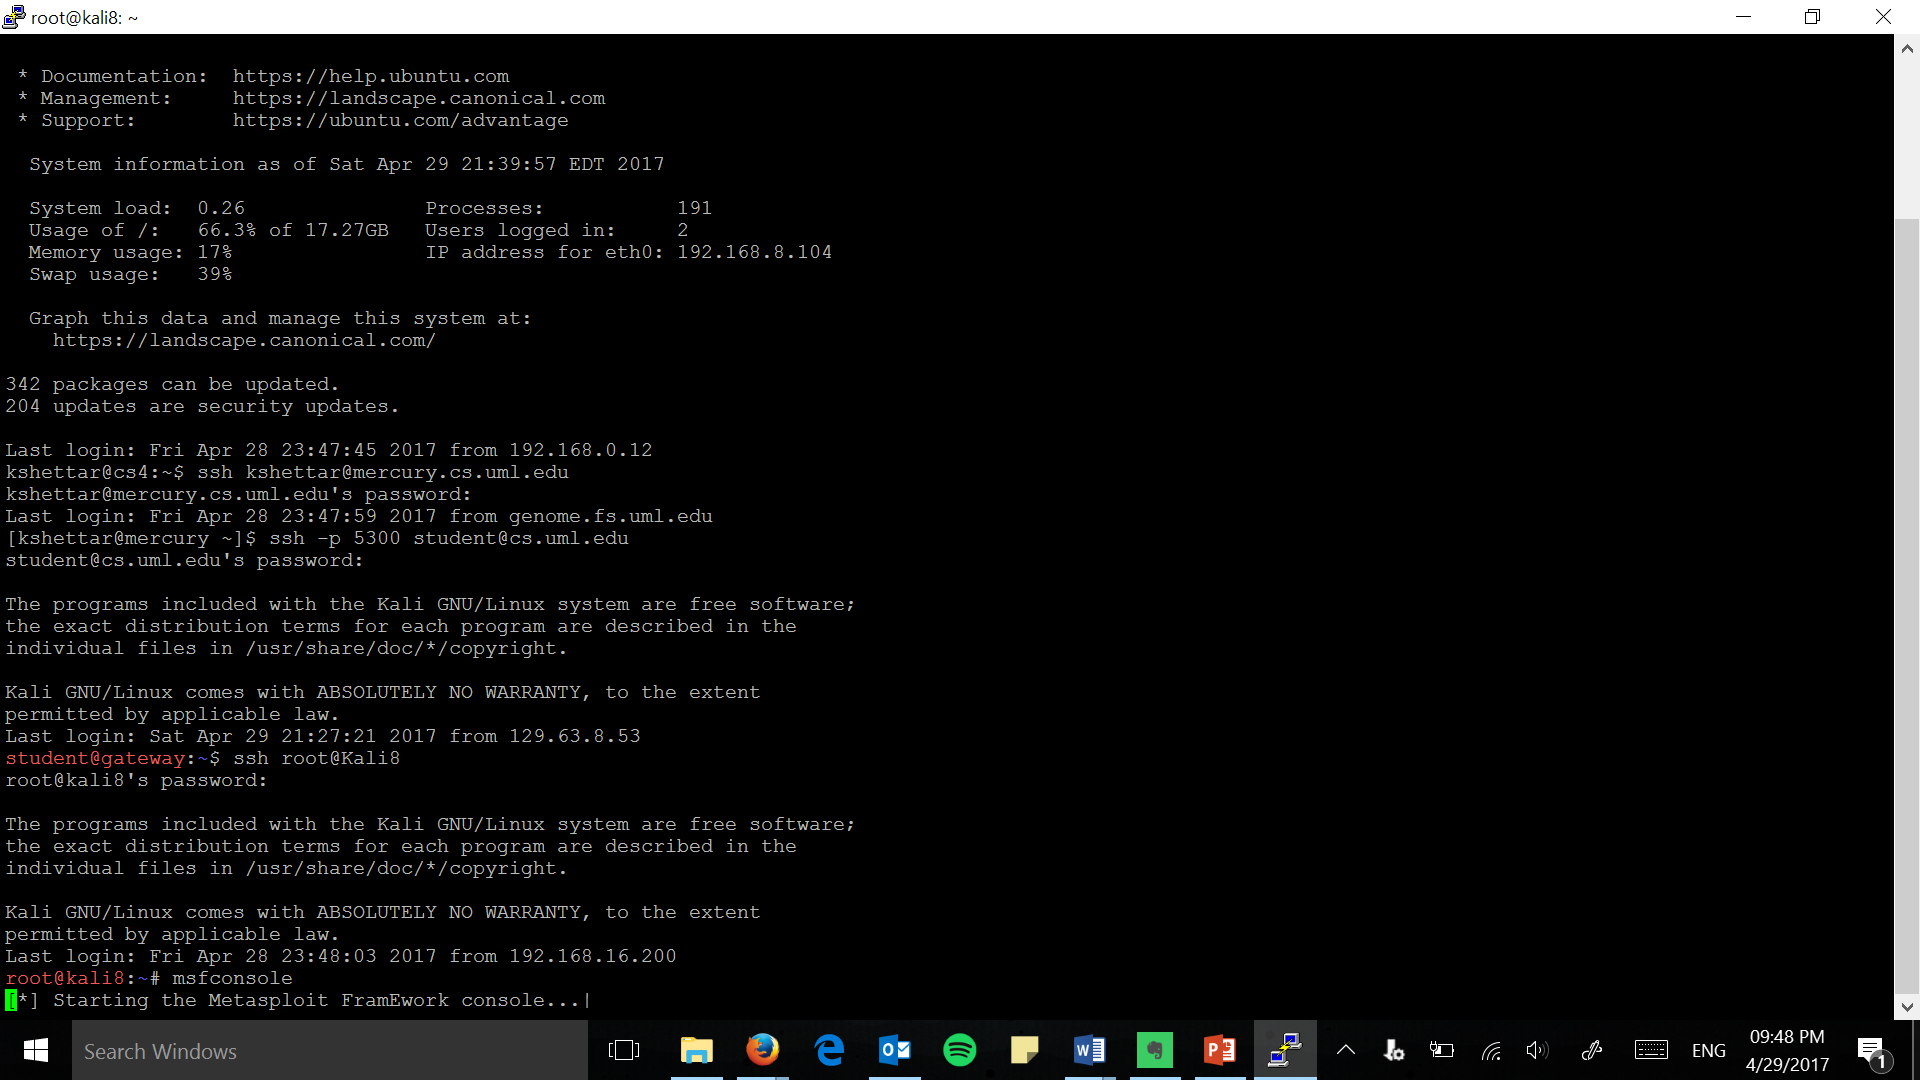 root@kali8: ~
* Documentation:  https://help.ubuntu.com
* Management:     https://landscape.canonical.com
* Support:        https://ubuntu.com/advantage
System information as of Sat Apr 29 21:39:57 EDT 2017
System load:  0.26               Processes:           191
Usage of /:   66.3% of 17.27GB   Users logged in:     2
Memory usage: 17%                IP address for eth0: 192.168.8.104
Swap usage:   39%
Graph this data and manage this system at:
https://landscape.canonical.com/
342 packages can be updated.
204 updates are security updates.
Last login: Fri Apr 28 23:47:45 2017 from 192.168.0.12
kshettar@cs4:~$ ssh kshettar@mercury.cs.uml.edu
kshettar@mercury.cs.uml.edu's password:
Last login: Fri Apr 28 23:47:59 2017 from genome.fs.uml.edu
[kshettar@mercury ~]$ ssh -p 5300 student@cs.uml.edu
student@cs.uml.edu's password:
The programs included with the Kali GNU/Linux system are free software;
the exact distribution terms for each program are described in the
individual files in /usr/share/doc/*/copyright.
Kali GNU/Linux comes with ABSOLUTELY NO WARRANTY, to the extent
permitted by applicable law.
Last login: Sat Apr 29 21:27:21 2017 from 129.63.8.53
student@gateway:~$ ssh root@Kali8
root@kali8's password:
The programs included with the Kali GNU/Linux system are free software;
the exact distribution terms for each program are described in the
individual files in /usr/share/doc/*/copyright.
Kali GNU/Linux comes with ABSOLUTELY NO WARRANTY, to the extent
permitted by applicable law.
Last login: Fri Apr 28 23:48:03 2017 from 192.168.16.200
root@kali8:~# msfconsole
[*] Starting the Metasploit FramEwork console...|
Search Windows
ENG
09:48 PM
4/29/2017
1